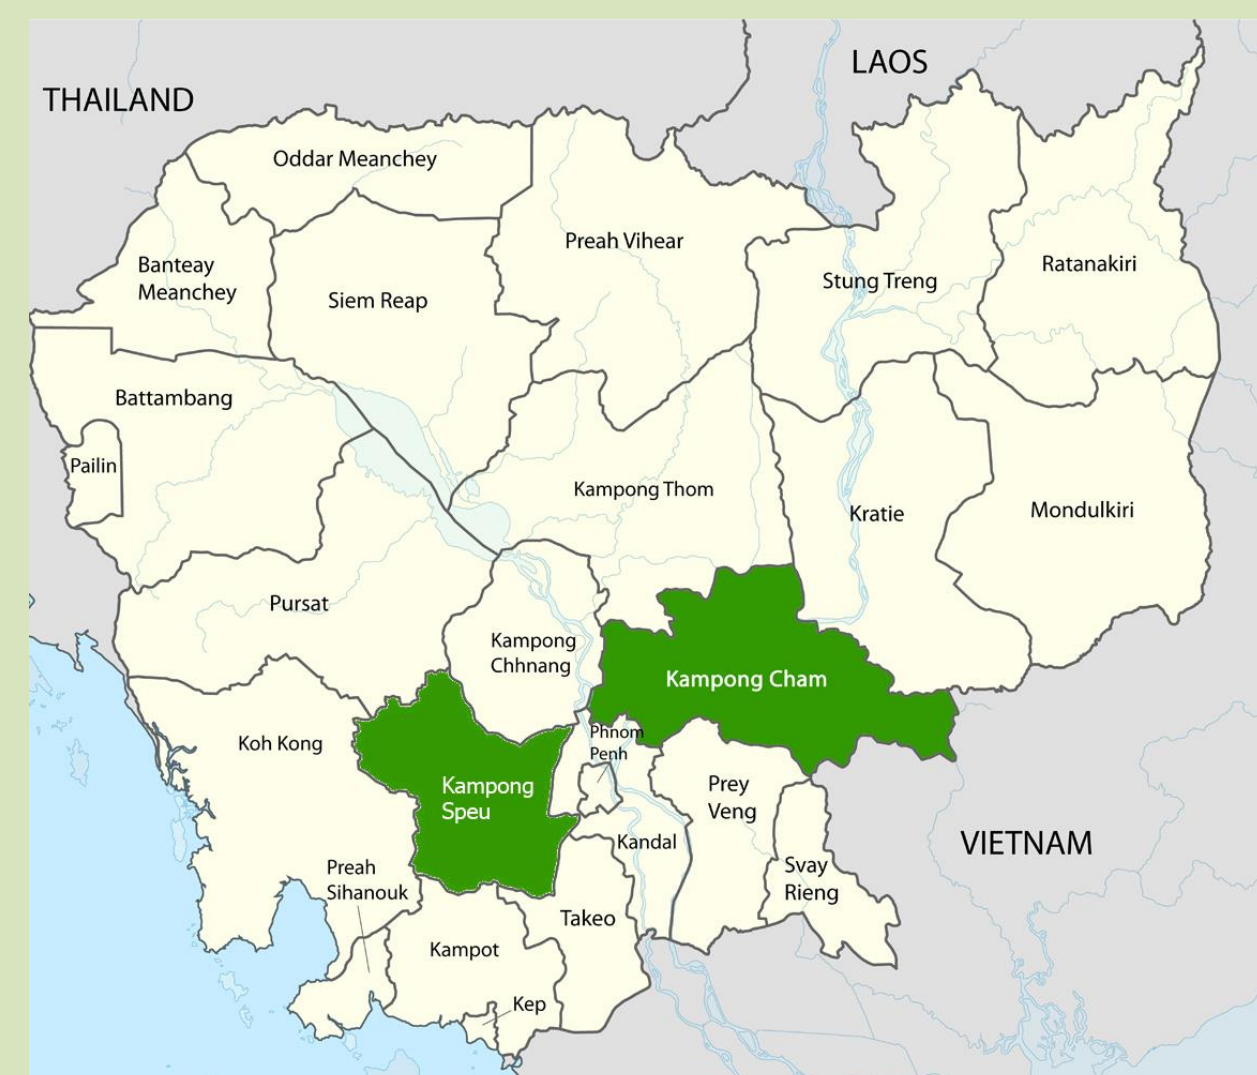 THAILAND
LAOS
Oddar Meanchey
Preah Vihear
Banteay
Meanchey
Siem Reap
Stung Treng
Ratanakiri
Battambang
Pailin
Kampong Thom
Kratie
Mondulkiri
Pursat
Kampong
Chhnang
Kampong Cham
Koh Kong
Phnom
Penh
Kampong
Speu
Prey
Veng
Kandal
VIETNAM
Preah
Sihanouk
Svay
Rieng
Takeo
Kampot
Kep